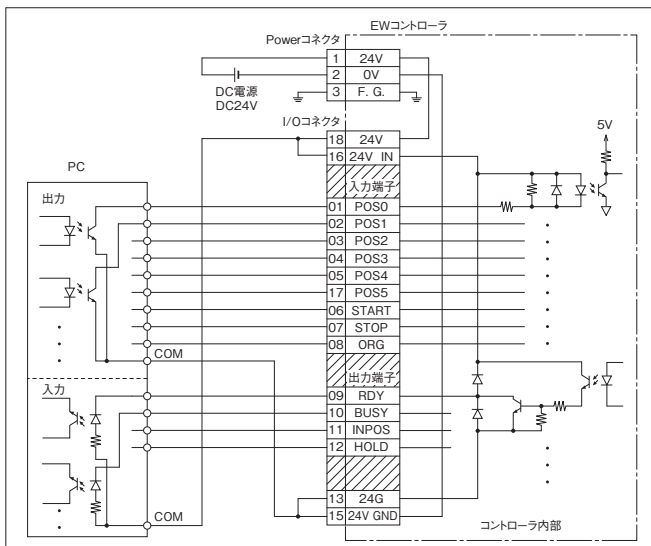 EWコントローラ
Powerコネクタ
1 24V
2 0V
3 F. G.
DC電源
DC24V
I/Oコネクタ
18 24V
16 24V IN
入力端子
5V
PC
出力
01 POS0
02 POS1
03 POS2
04 POS3
05 POS4
17 POS5
06 START
07 STOP
08 ORG
COM
出力端子
入力
09 RDY
10 BUSY
11 INPOS
12 HOLD
13 24G
15 24V GND
COM
コントローラ内部